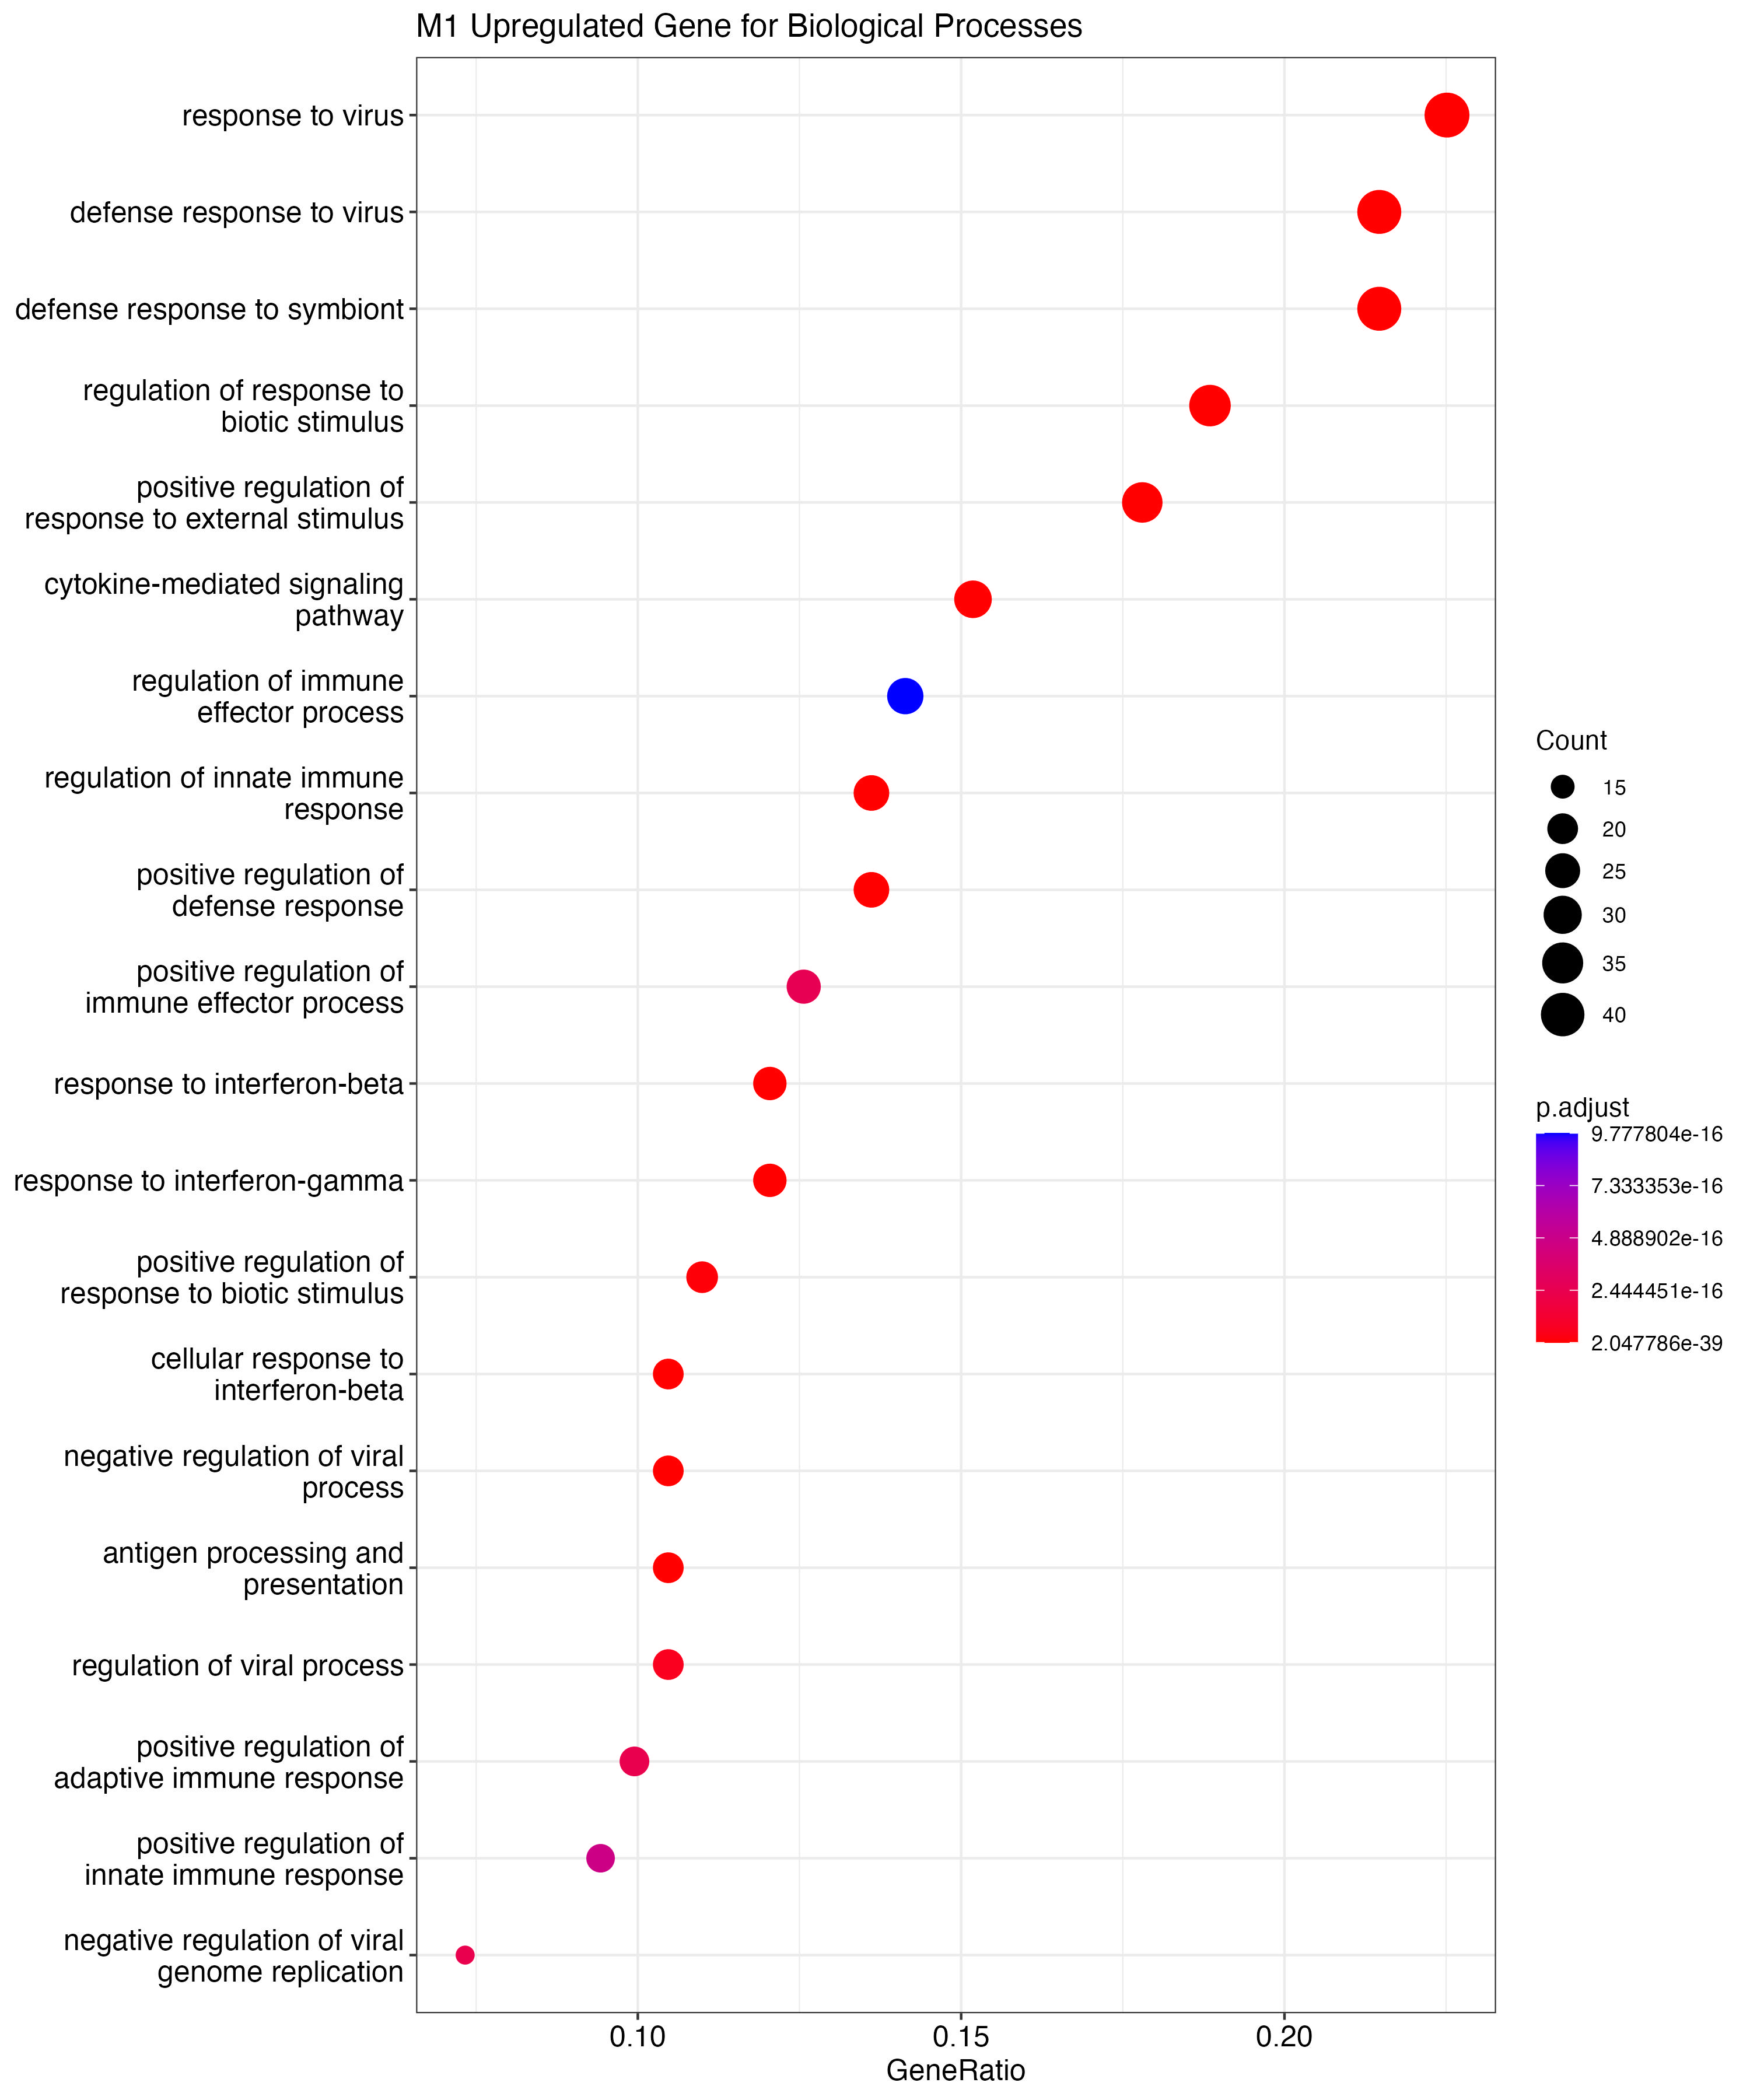 M1 Upregulated Gene for Biological Processes
response to virus
defense response to virus
defense response to symbiont
regulation of response to
biotic stimulus
positive regulation of
response to external stimulus
cytokine-mediated signaling
pathway
regulation of immune
effector process
regulation of innate immune
response
positive regulation of
defense response
positive regulation of
immune effector process
response to interferon-beta
response to interferon-gamma
positive regulation of
response to biotic stimulus
cellular response to
interferon-beta
negative regulation of viral
process
antigen processing and
presentation
regulation of viral process
positive regulation of
adaptive immune response
positive regulation of
innate immune response
negative regulation of viral
genome replication
0.10 0.15 0.20
GeneRatio
Count
15
20
25
30
35
40
p.adjust
9.777804e-16
7.333353e-16
4.888902e-16
2.444451e-16
2.047786e-39